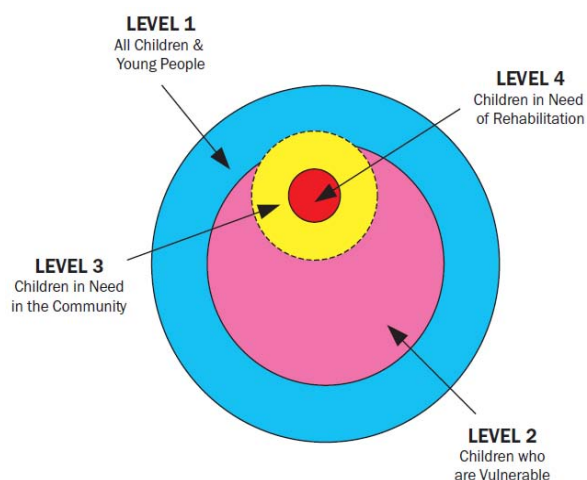 LEVEL 1
All Children &
Young People
LEVEL 4
Children in Need
of Rehabilitation
LEVEL 3
Children in Need
in the Community
LEVEL 2
Children who
are Vulnerable